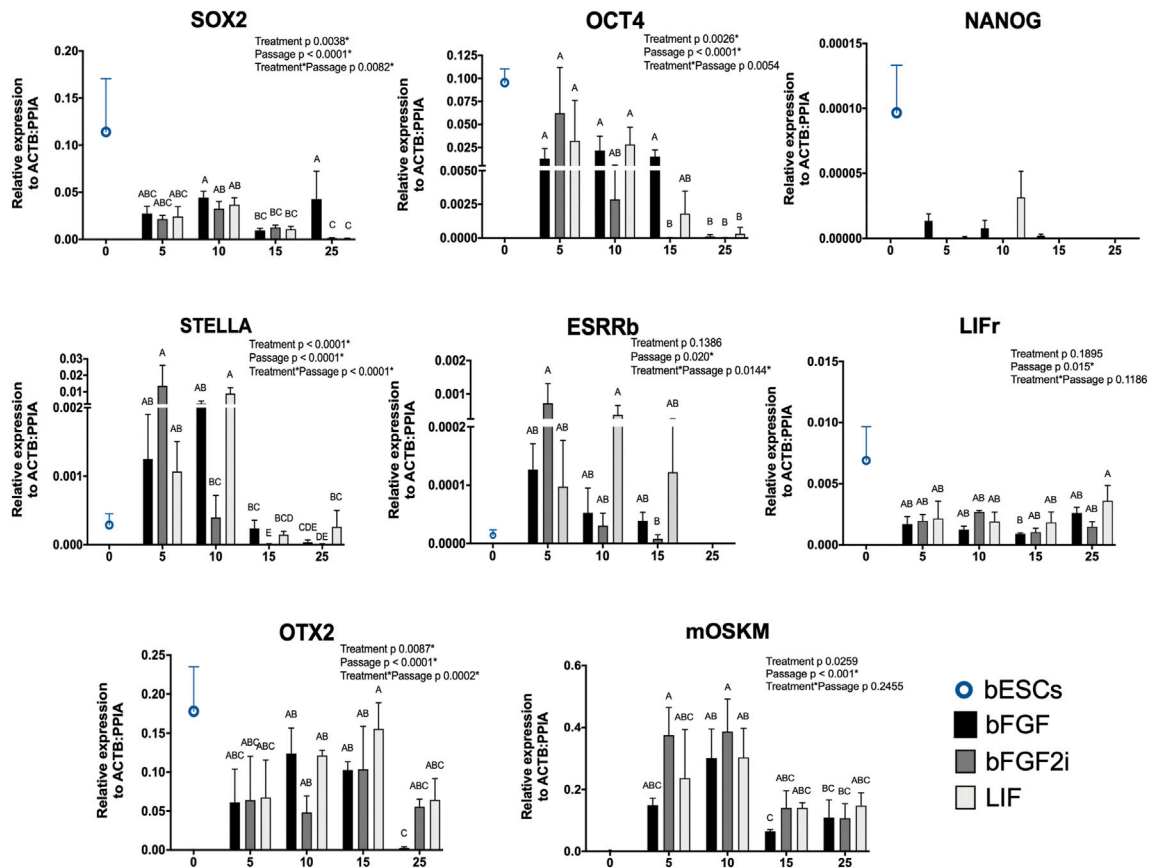 SOX2
Treatment p 0.0038*
Passage p < 0.0001*
Treatment*Passage p 0.0082*
Relative expression
to ACTB:PPIA
0.20
0.15
0.10
0.05
0.00
ABC
ABC
ABC
A
AB
AB
BC
BC
BC
A
C
C
0
5
10
15
25
OCT4
Treatment p 0.0026*
Passage p <0.0001*
Treatment*Passage p 0.0054
Relative expression
to ACTB:PPIA
0.125
0.100
0.075
0.050
0.025
0.000
0.0050
0.0025
0.0000
A
A
A
A
AB
A
A
B
AB
B
B
B
0
5
10
15
25
NANOG
Relative expression
to ACTB:PPIA
0.00015
0.00010
0.00005
0.00000
0
5
10
15
25
STELLA
Treatment p < 0.0001*
Passage p < 0.0001*
Treatment*Passage p < 0.0001*
Relative expression
to ACTB:PPIA
0.03
0.02
0.01
0.00
0.002
0.001
0.000
AB
A
AB
AB
BC
A
BC
E
BCD
CDE
DE
BC
0
5
10
15
25
ESRRb
Treatment p 0.1386
Passage p 0.020*
Treatment*Passage p 0.0144*
Relative expression
to ACTB:PPIA
0.002
0.001
0.000
0.0002
0.0001
0.0000
AB
A
AB
AB
AB
A
AB
B
AB
0
5
10
15
25
LIFr
Treatment p 0.1895
Passage p 0.015*
Treatment*Passage p 0.1186
Relative expression
to ACTB:PPIA
0.015
0.010
0.005
0.000
AB
AB
AB
AB
AB
AB
B
AB
AB
AB
AB
A
0
5
10
15
25
OTX2
Treatment p 0.0087*
Passage p < 0.0001*
Treatment*Passage p 0.0002*
Relative expression
to ACTB:PPIA
0.25
0.20
0.15
0.10
0.05
0.00
ABC
ABC
ABC
AB
AB
AB
AB
AB
A
C
ABC
ABC
0
5
10
15
25
mOSKM
Treatment p 0.0259
Passage p < 0.001*
Treatment*Passage p 0.2455
Relative expression
to ACTB:PPIA
0.6
0.4
0.2
0.0
ABC
A
ABC
AB
A
AB
C
ABC
ABC
BC
BC
ABC
0
5
10
15
25
bESCs
bFGF
bFGF2i
LIF